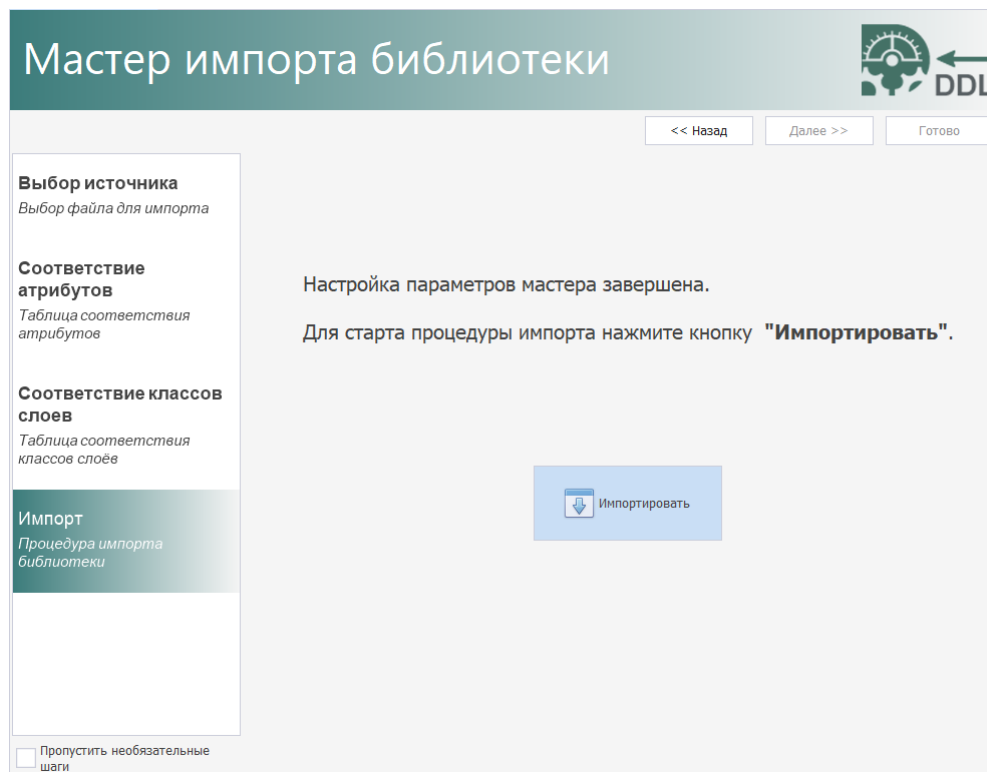 Мастер импорта библиотеки
DDL
<< Назад
Далее >>
Готово
Выбор источника
Выбор файла для импорта
Соответствие
атрибутов
Таблица соответствия
атрибутов
Соответствие классов
слоев
Таблица соответствия
классов слоёв
Импорт
Процедура импорта
библиотеки
Пропустить необязательные
шаги
Настройка параметров мастера завершена.
Для старта процедуры импорта нажмите кнопку "Импортировать".
Импортировать